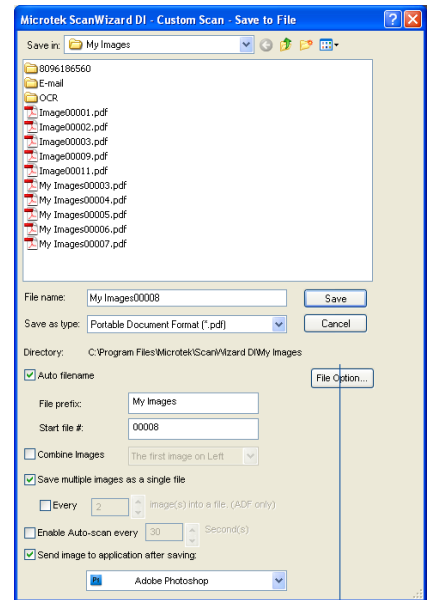 Microtek ScanWizard DI - Custom Scan - Save to File
Save in: My Images
8096186560
E-mail
OCR
Image00001.pdf
Image00002.pdf
Image00003.pdf
Image00009.pdf
Image00011.pdf
My Images00003.pdf
My Images00004.pdf
My Images00005.pdf
My Images00006.pdf
My Images00007.pdf
File name: My Images00008 Save
Save as type: Portable Document Format (*.pdf) Cancel
Directory: C:\Program Files\Microtek\ScanWizard DI\My Images
Auto filename File Option...
File prefix: My Images
Start file #: 00008
Combine Images The first image on Left
Save multiple images as a single file
Every 2 image(s) into a file. (ADF only)
Enable Auto-scan every 30 Second(s)
Send image to application after saving:
Ps Adobe Photoshop